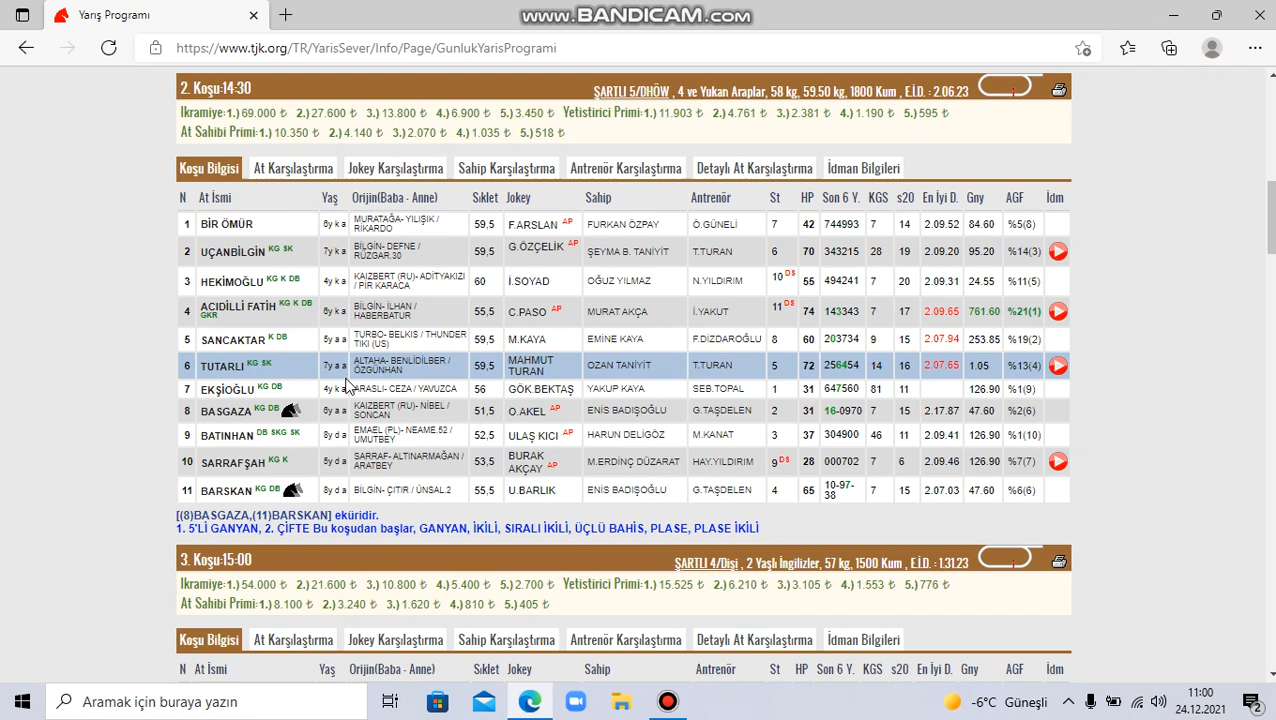 Yarış Programı
www.BANDICAM.com
https://www.tjk.org/TR/YarisSever/Info/Page/GunlukYarisProgrami
2. Koşu:14:30
ŞARTLI 5/DHÖW , 4 ve Yukarı Araplar, 58 kg, 59.50 kg, 1800 Kum , E.İ.D. : 2.06.23
İkramiye:1.) 69.000 ₺ 2.) 27.600 ₺ 3.) 13.800 ₺ 4.) 6.900 ₺ 5.) 3.450 ₺ Yetistirici Primi:1.) 11.903 ₺ 2.) 4.761 ₺ 3.) 2.381 ₺ 4.) 1.190 ₺ 5.) 595 ₺
At Sahibi Primi:1.) 10.350 ₺ 2.) 4.140 ₺ 3.) 2.070 ₺ 4.) 1.035 ₺ 5.) 518 ₺
Koşu Bilgisi At Karşılaştırma Jokey Karşılaştırma Sahip Karşılaştırma Antrenör Karşılaştırma Detaylı At Karşılaştırma İdman Bilgileri
N At İsmi Yaş Orijin(Baba - Anne) Sıklet Jokey Sahip Antrenör St HP Son 6 Y. KGS s20 En İyi D. Gny AGF İdm
1 BİR ÖMÜR 6y k a MURATAĞA- YILIŞIK / RIKARDO 59,5 F.ARSLAN AP FURKAN ÖZPAY Ö.GÜNELİ 7 42 744993 7 14 2.09.52 84.60 %5(8)
2 UÇANBİLGİN KG SK 7y k a BİLGİN- DEFNE / RÜZGAR.30 59,5 G.ÖZÇELİK AP ŞEYMA B. TANİYİT T.TURAN 6 70 343215 28 19 2.09.20 95.20 %14(3)
3 HEKİMOĞLU KG K DB 4y k a KAIZBERT (RU)- ADİTYAKIZI / PIR KARACA 60 İ.SOYAD OĞUZ YILMAZ N.YILDIRIM 10 DS 55 494241 7 20 2.09.31 24.55 %11(5)
4 ACIDİLLİ FATİH KG K DB GKR 6y k a BİLGİN- İLHAN / HABERBATUR 55,5 C.PASO AP MURAT AKÇA İ.YAKUT 11 DS 74 143343 7 17 2.09.65 761.60 %21(1)
5 SANCAKTAR K DB 5y a a TURBO- BELKIS / THUNDER TIKI (US) 59,5 M.KAYA EMİNE KAYA F.DİZDAROĞLU 8 60 203734 9 15 2.07.94 253.85 %19(2)
6 TUTARLI KG SK 7y a a ALTAHA- BENLİDİLBER / ÖZGÜNHAN 59,5 MAHMUT TURAN OZAN TANİYİT T.TURAN 5 72 256454 14 16 2.07.65 1.05 %13(4)
7 EKŞİOĞLU KG DB 4y k ARASLI- CEZA / YAVUZCA 56 GÖK.BEKTAŞ YAKUP KAYA SEB.TOPAL 1 31 647560 81 11 126.90 %1(9)
8 BASGAZA KG DB 6y a a KAIZBERT (RU)- NİBEL / SONCAN 51,5 O.AKEL AP ENİS BADIŞOĞLU G.TAŞDELEN 2 31 16-0970 7 15 2.17.87 47.60 %2(6)
9 BATINHAN DB SKG SK 8y d a EMAEL (PL)- NEAME.52 / UMUTBEY 52,5 ULAŞ KICI AP HARUN DELİGÖZ M.KANAT 3 37 304900 46 11 2.09.41 126.90 %1(10)
10 SARRAFŞAH KG K 5y d a SARRAF- ALTINARMAĞAN / ARATBEY 53,5 BURAK AKÇAY AP M.ERDİNÇ DÜZARAT HAY.YILDIRIM 9 DS 28 000702 7 6 2.09.46 126.90 %7(7)
11 BARSKAN KG DB 8y d a BİLGİN- ÇITIR / ÜNSAL.2 55,5 U.BARLIK ENİS BADIŞOĞLU G.TAŞDELEN 4 65 10-97-38 7 15 2.07.03 47.60 %6(6)
[(8)BASGAZA,(11)BARSKAN] eküridir.
1. 5'Lİ GANYAN, 2. ÇİFTE Bu koşudan başlar, GANYAN, İKİLİ, SIRALI İKİLİ, ÜÇLÜ BAHİS, PLASE, PLASE İKİLİ
3. Koşu:15:00
ŞARTLI 4/Dişi , 2 Yaşlı İngilizler, 57 kg, 1500 Kum , E.İ.D. : 1.31.23
İkramiye:1.) 54.000 ₺ 2.) 21.600 ₺ 3.) 10.800 ₺ 4.) 5.400 ₺ 5.) 2.700 ₺ Yetistirici Primi:1.) 15.525 ₺ 2.) 6.210 ₺ 3.) 3.105 ₺ 4.) 1.553 ₺ 5.) 776 ₺
At Sahibi Primi:1.) 8.100 ₺ 2.) 3.240 ₺ 3.) 1.620 ₺ 4.) 810 ₺ 5.) 405 ₺
Koşu Bilgisi At Karşılaştırma Jokey Karşılaştırma Sahip Karşılaştırma Antrenör Karşılaştırma Detaylı At Karşılaştırma İdman Bilgileri
N At İsmi Yaş Orijin(Baba - Anne) Sıklet Jokey Sahip Antrenör St HP Son 6 Y. KGS s20 En İyi D. Gny AGF İdm
Aramak için buraya yazın
-6°C Güneşli
11:00
24.12.2021
2